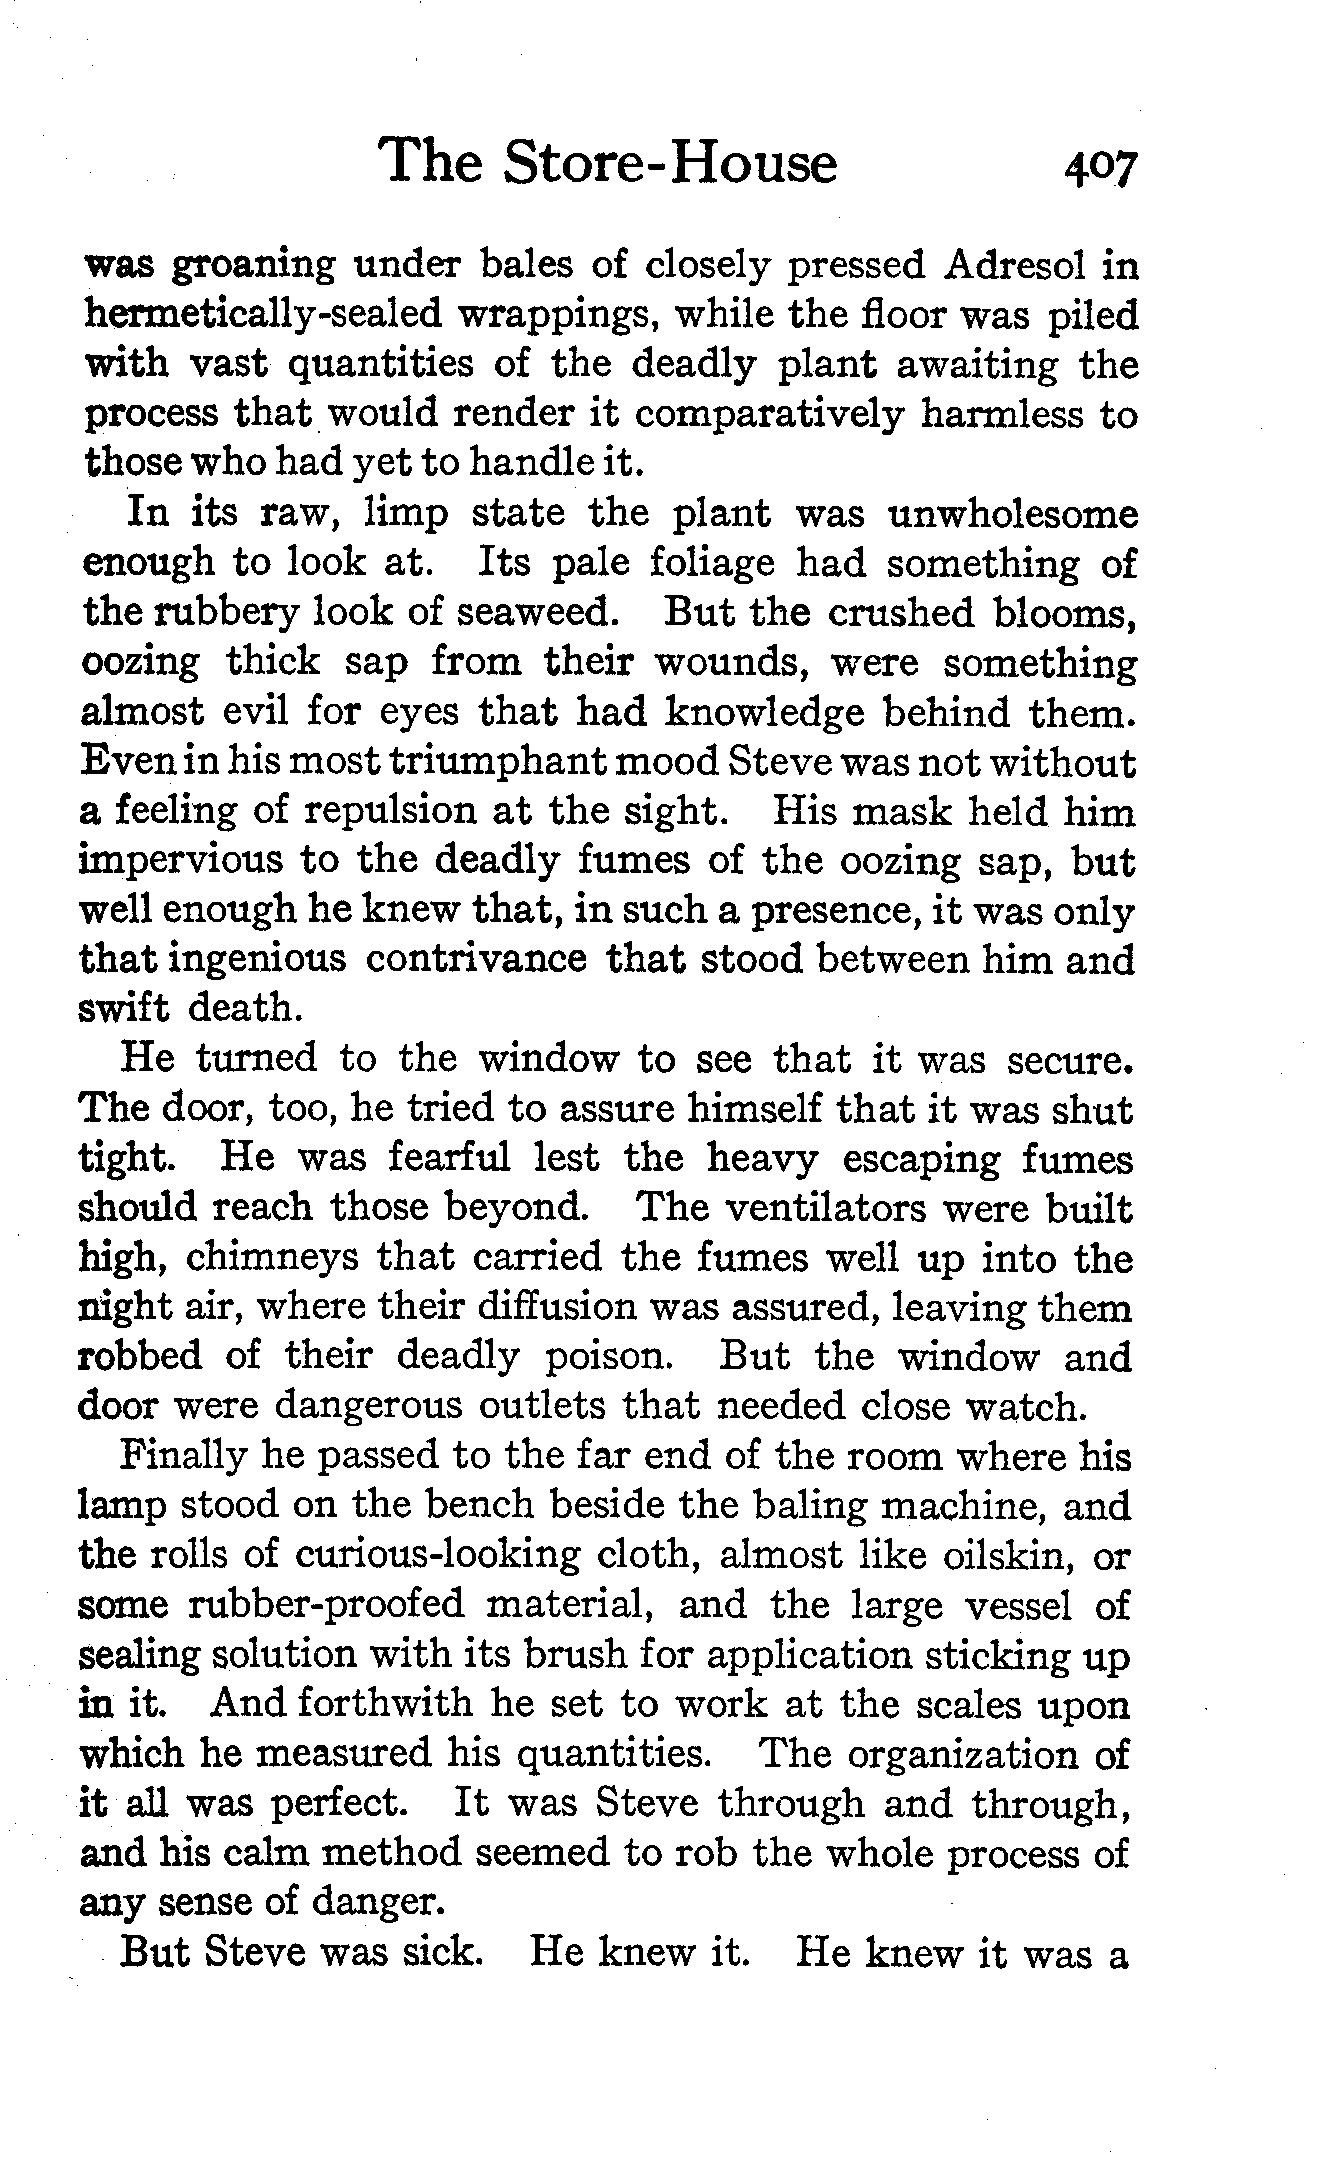 The Store-House 407
was groaning under bales of closely pressed Adresol in
hermetically-sealed wrappings, while the floor was piled
with vast quantities of the deadly plant awaiting the
process that would render it comparatively harmless to
those who had yet to handle it.
In its raw, limp state the plant was unwholesome
enough to look at. Its pale foliage had something of
the rubbery look of seaweed. But the crushed blooms,
oozing thick sap from their wounds, were something
almost evil for eyes that had knowledge behind them.
Even in his most triumphant mood Steve was not without
a feeling of repulsion at the sight. His mask held him
impervious to the deadly fumes of the oozing sap, but
well enough he knew that, in such a presence, it was only
that ingenious contrivance that stood between him and
swift death.
He turned to the window to see that it was secure.
The door, too, he tried to assure himself that it was shut
tight. He was fearful lest the heavy escaping fumes
should reach those beyond. The ventilators were built
high, chimneys that carried the fumes well up into the
night air, where their diffusion was assured, leaving them
robbed of their deadly poison. But the window and
door were dangerous outlets that needed close watch.
Finally he passed to the far end of the room where his
lamp stood on the bench beside the baling machine, and
the rolls of curious-looking cloth, almost like oilskin, or
some rubber-proofed material, and the large vessel of
sealing solution with its brush for application sticking up
in it. And forthwith he set to work at the scales upon
which he measured his quantities. The organization of
it all was perfect. It was Steve through and through,
and his calm method seemed to rob the whole process of
any sense of danger.
But Steve was sick. He knew it. He knew it was a